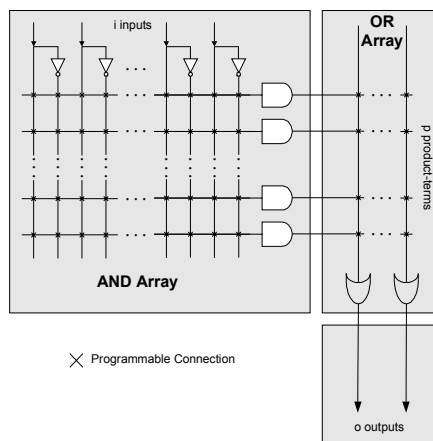 i inputs
OR
Array
p product-terms
AND Array
Programmable Connection
o outputs